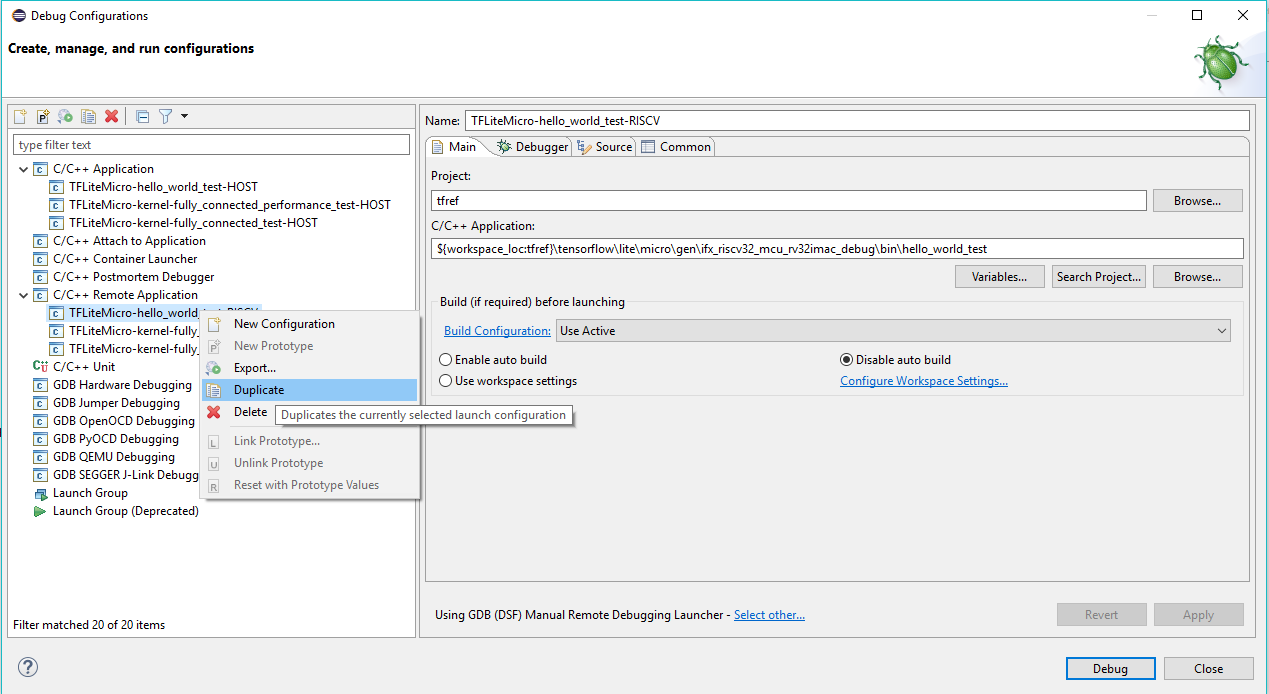 Debug Configurations
Create, manage, and run configurations
type filter text
C/C++ Application
TFLiteMicro-hello_world_test-HOST
TFLiteMicro-kernel-fully_connected_performance_test-HOST
TFLiteMicro-kernel-fully_connected_test-HOST
C/C++ Attach to Application
C/C++ Container Launcher
C/C++ Postmortem Debugger
C/C++ Remote Application
TFLiteMicro-hello_world_test-RISCV
TFLiteMicro-kernel-fully_
TFLiteMicro-kernel-fully_
C/C++ Unit
GDB Hardware Debugging
GDB Jumper Debugging
GDB OpenOCD Debugging
GDB PyOCD Debugging
GDB QEMU Debugging
GDB SEGGER J-Link Debugg
Launch Group
Launch Group (Deprecated)
Filter matched 20 of 20 items
New Configuration
New Prototype
Export...
Duplicate
Delete
Link Prototype...
Unlink Prototype
Reset with Prototype Values
Duplicates the currently selected launch configuration
Name: TFLiteMicro-hello_world_test-RISCV
Main Debugger Source Common
Project:
tfref Browse...
C/C++ Application:
${workspace_loc:tfref}\tensorflow\lite\micro\gen\ifx_riscv32_mcu_rv32imac_debug\bin\hello_world_test
Variables... Search Project... Browse...
Build (if required) before launching
Build Configuration: Use Active
Enable auto build Disable auto build
Use workspace settings Configure Workspace Settings...
Using GDB (DSF) Manual Remote Debugging Launcher - Select other...
Revert Apply
Debug Close